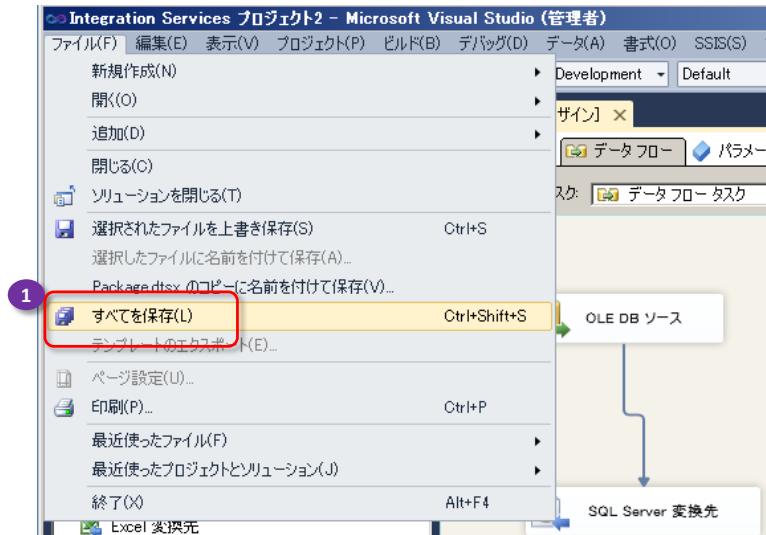 Integration Services プロジェクト2 - Microsoft Visual Studio (管理者)
ファイル(F) 編集(E) 表示(V) プロジェクト(P) ビルド(B) デバッグ(D) データ(A) 書式(O) SSIS(S)
新規作成(N)
Development Default
開く(O)
ザイン]
追加(D)
データ フロー パラメー
閉じる(C)
ソリューションを閉じる(T)
スク: データ フロー タスク
選択されたファイルを上書き保存(S) Ctrl+S
選択したファイルに名前を付けて保存(A)...
Package.dtsx のコピーに名前を付けて保存(V)...
1
すべてを保存(L) Ctrl+Shift+S
OLE DB ソース
テンプレートのエクスポート(E)...
ページ設定(U)...
印刷(P)... Ctrl+P
最近使ったファイル(F)
最近使ったプロジェクトとソリューション(J)
終了(X) Alt+F4
SQL Server 変換先
Excel 変換先